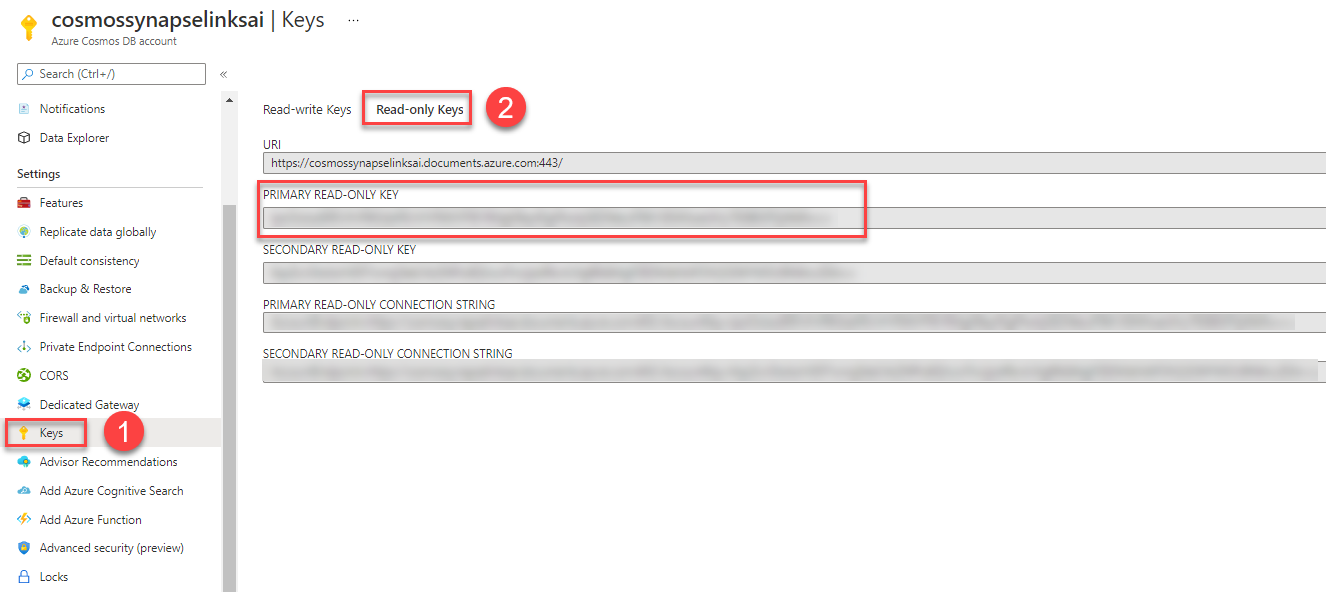 cosmossynapselinksai | Keys ...
Azure Cosmos DB account
Search (Ctrl+/)
«
Notifications
Data Explorer
Settings
Features
Replicate data globally
Default consistency
Backup & Restore
Firewall and virtual networks
Private Endpoint Connections
CORS
Dedicated Gateway
Keys
1
Advisor Recommendations
Add Azure Cognitive Search
Add Azure Function
Advanced security (preview)
Locks
Read-write Keys Read-only Keys 2
URI
https://cosmossynapselinksai.documents.azure.com:443/
PRIMARY READ-ONLY KEY
SECONDARY READ-ONLY KEY
PRIMARY READ-ONLY CONNECTION STRING
SECONDARY READ-ONLY CONNECTION STRING